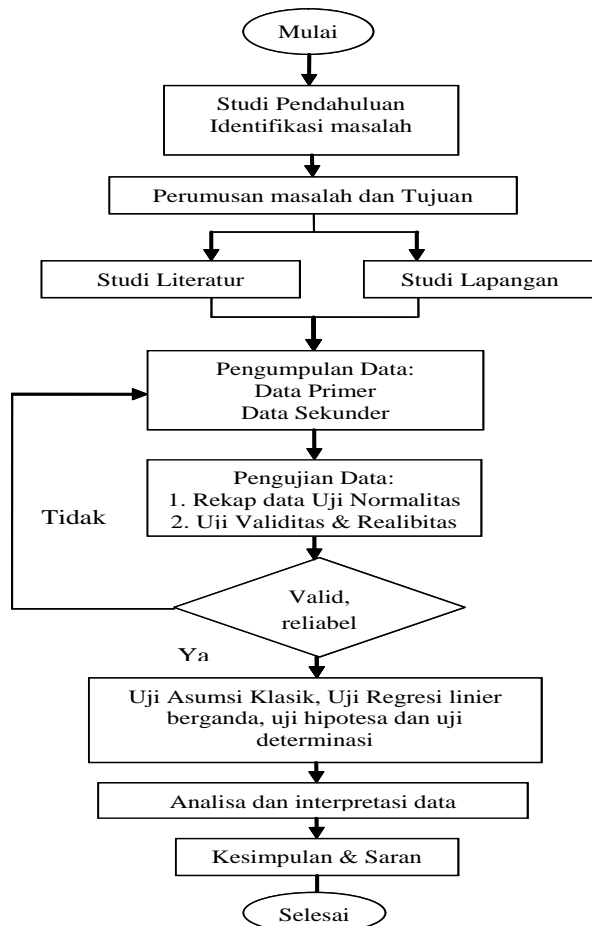 Mulai
Studi Pendahuluan
Identifikasi masalah
Perumusan masalah dan Tujuan
Studi Literatur
Studi Lapangan
Pengumpulan Data:
Data Primer
Data Sekunder
Pengujian Data:
1. Rekap data Uji Normalitas
2. Uji Validitas & Realibitas
Tidak
Valid,
reliabel
Ya
Uji Asumsi Klasik, Uji Regresi linier
berganda, uji hipotesa dan uji
determinasi
Analisa dan interpretasi data
Kesimpulan & Saran
Selesai